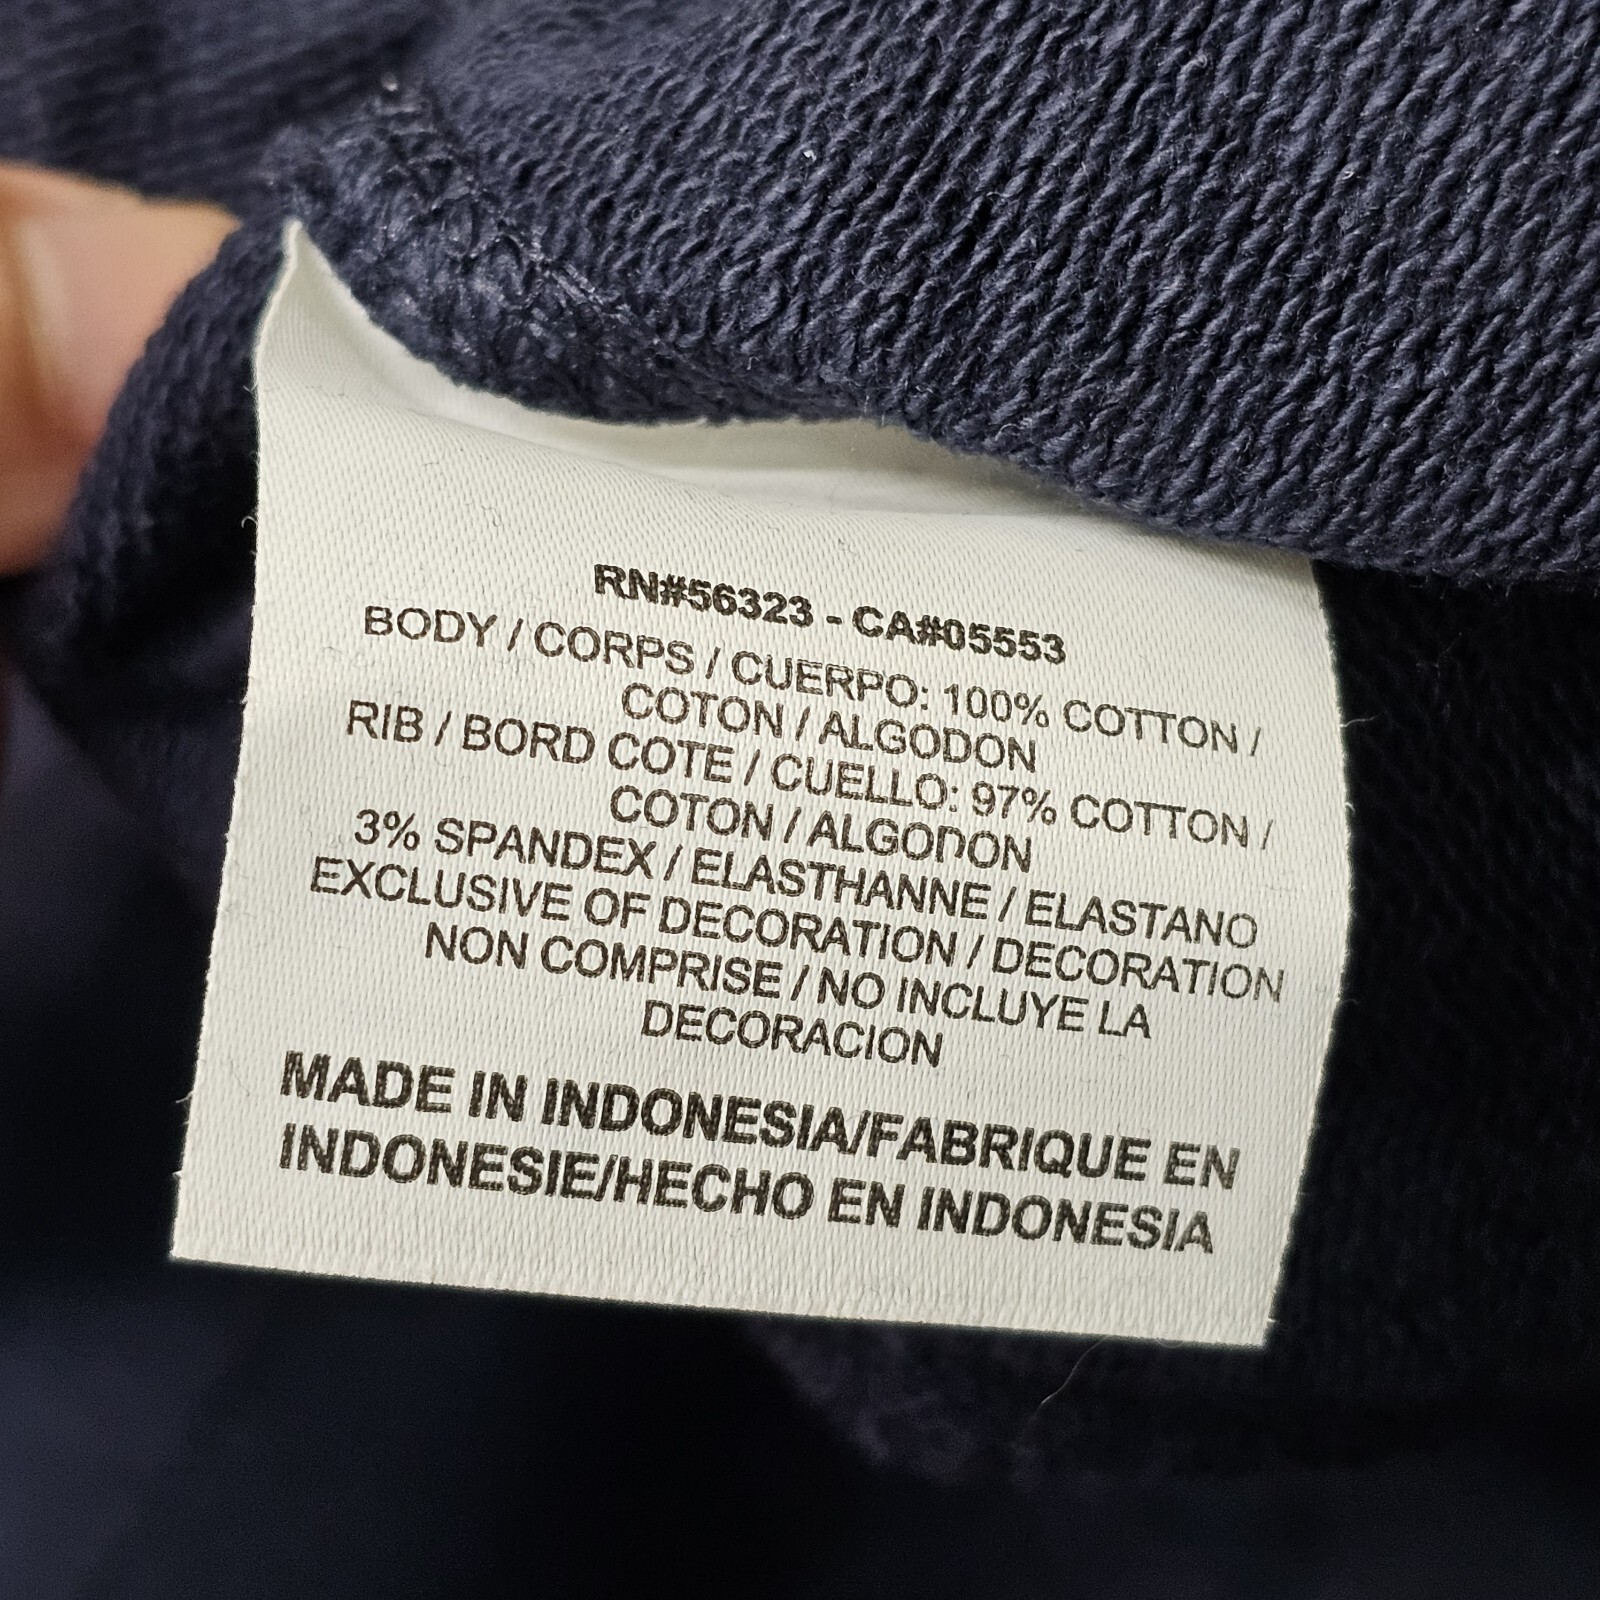 RN#56323 - CA#05553
BODY / CORPS / CUERPO: 100% COTTON /
COTON / ALGODON
RIB / BORD COTE / CUELLO: 97% COTTON /
COTON / ALGODON
3% SPANDEX / ELASTHANNE / ELASTANO
EXCLUSIVE OF DECORATION / DECORATION
NON COMPRISE / NO INCLUYE LA
DECORACION
MADE IN INDONESIA/FABRIQUE EN
INDONESIE/HECHO EN INDONESIA